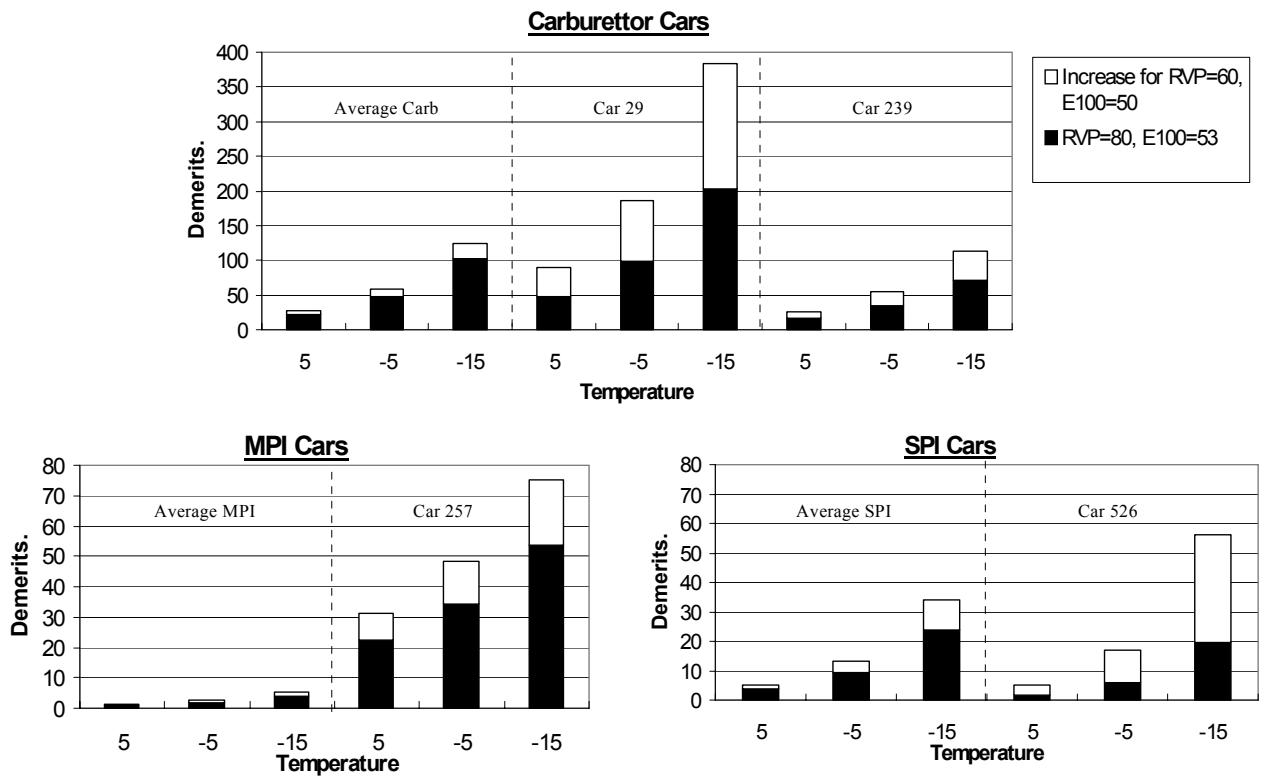 Carburettor Cars
400
350
300
250
200
150
100
50
0
Demerits.
Average Carb
Car 29
Car 239
5 -5 -15 5 -5 -15 5 -5 -15
Temperature
Increase for RVP=60,
E100=50
RVP=80, E100=53
MPI Cars
80
70
60
50
40
30
20
10
0
Demerits.
Average MPI
Car 257
5 -5 -15 5 -5 -15
Temperature
SPI Cars
80
70
60
50
40
30
20
10
0
Demerits.
Average SPI
Car 526
5 -5 -15 5 -5 -15
Temperature